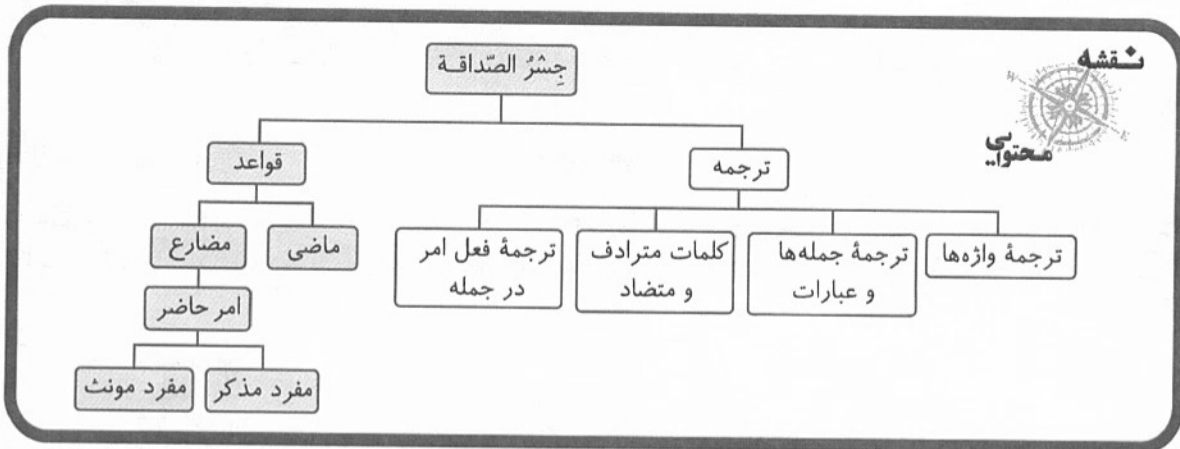 نقشه
محتوایی
W
E
جِسْرُ الصّداقة
ترجمه
قواعد
ترجمهٔ واژه‌ها
ترجمهٔ جمله‌ها
و عبارات
کلمات مترادف
و متضاد
ترجمهٔ فعل امر
در جمله
ماضی
مضارع
امر حاضر
مفرد مذکر
مفرد مونث